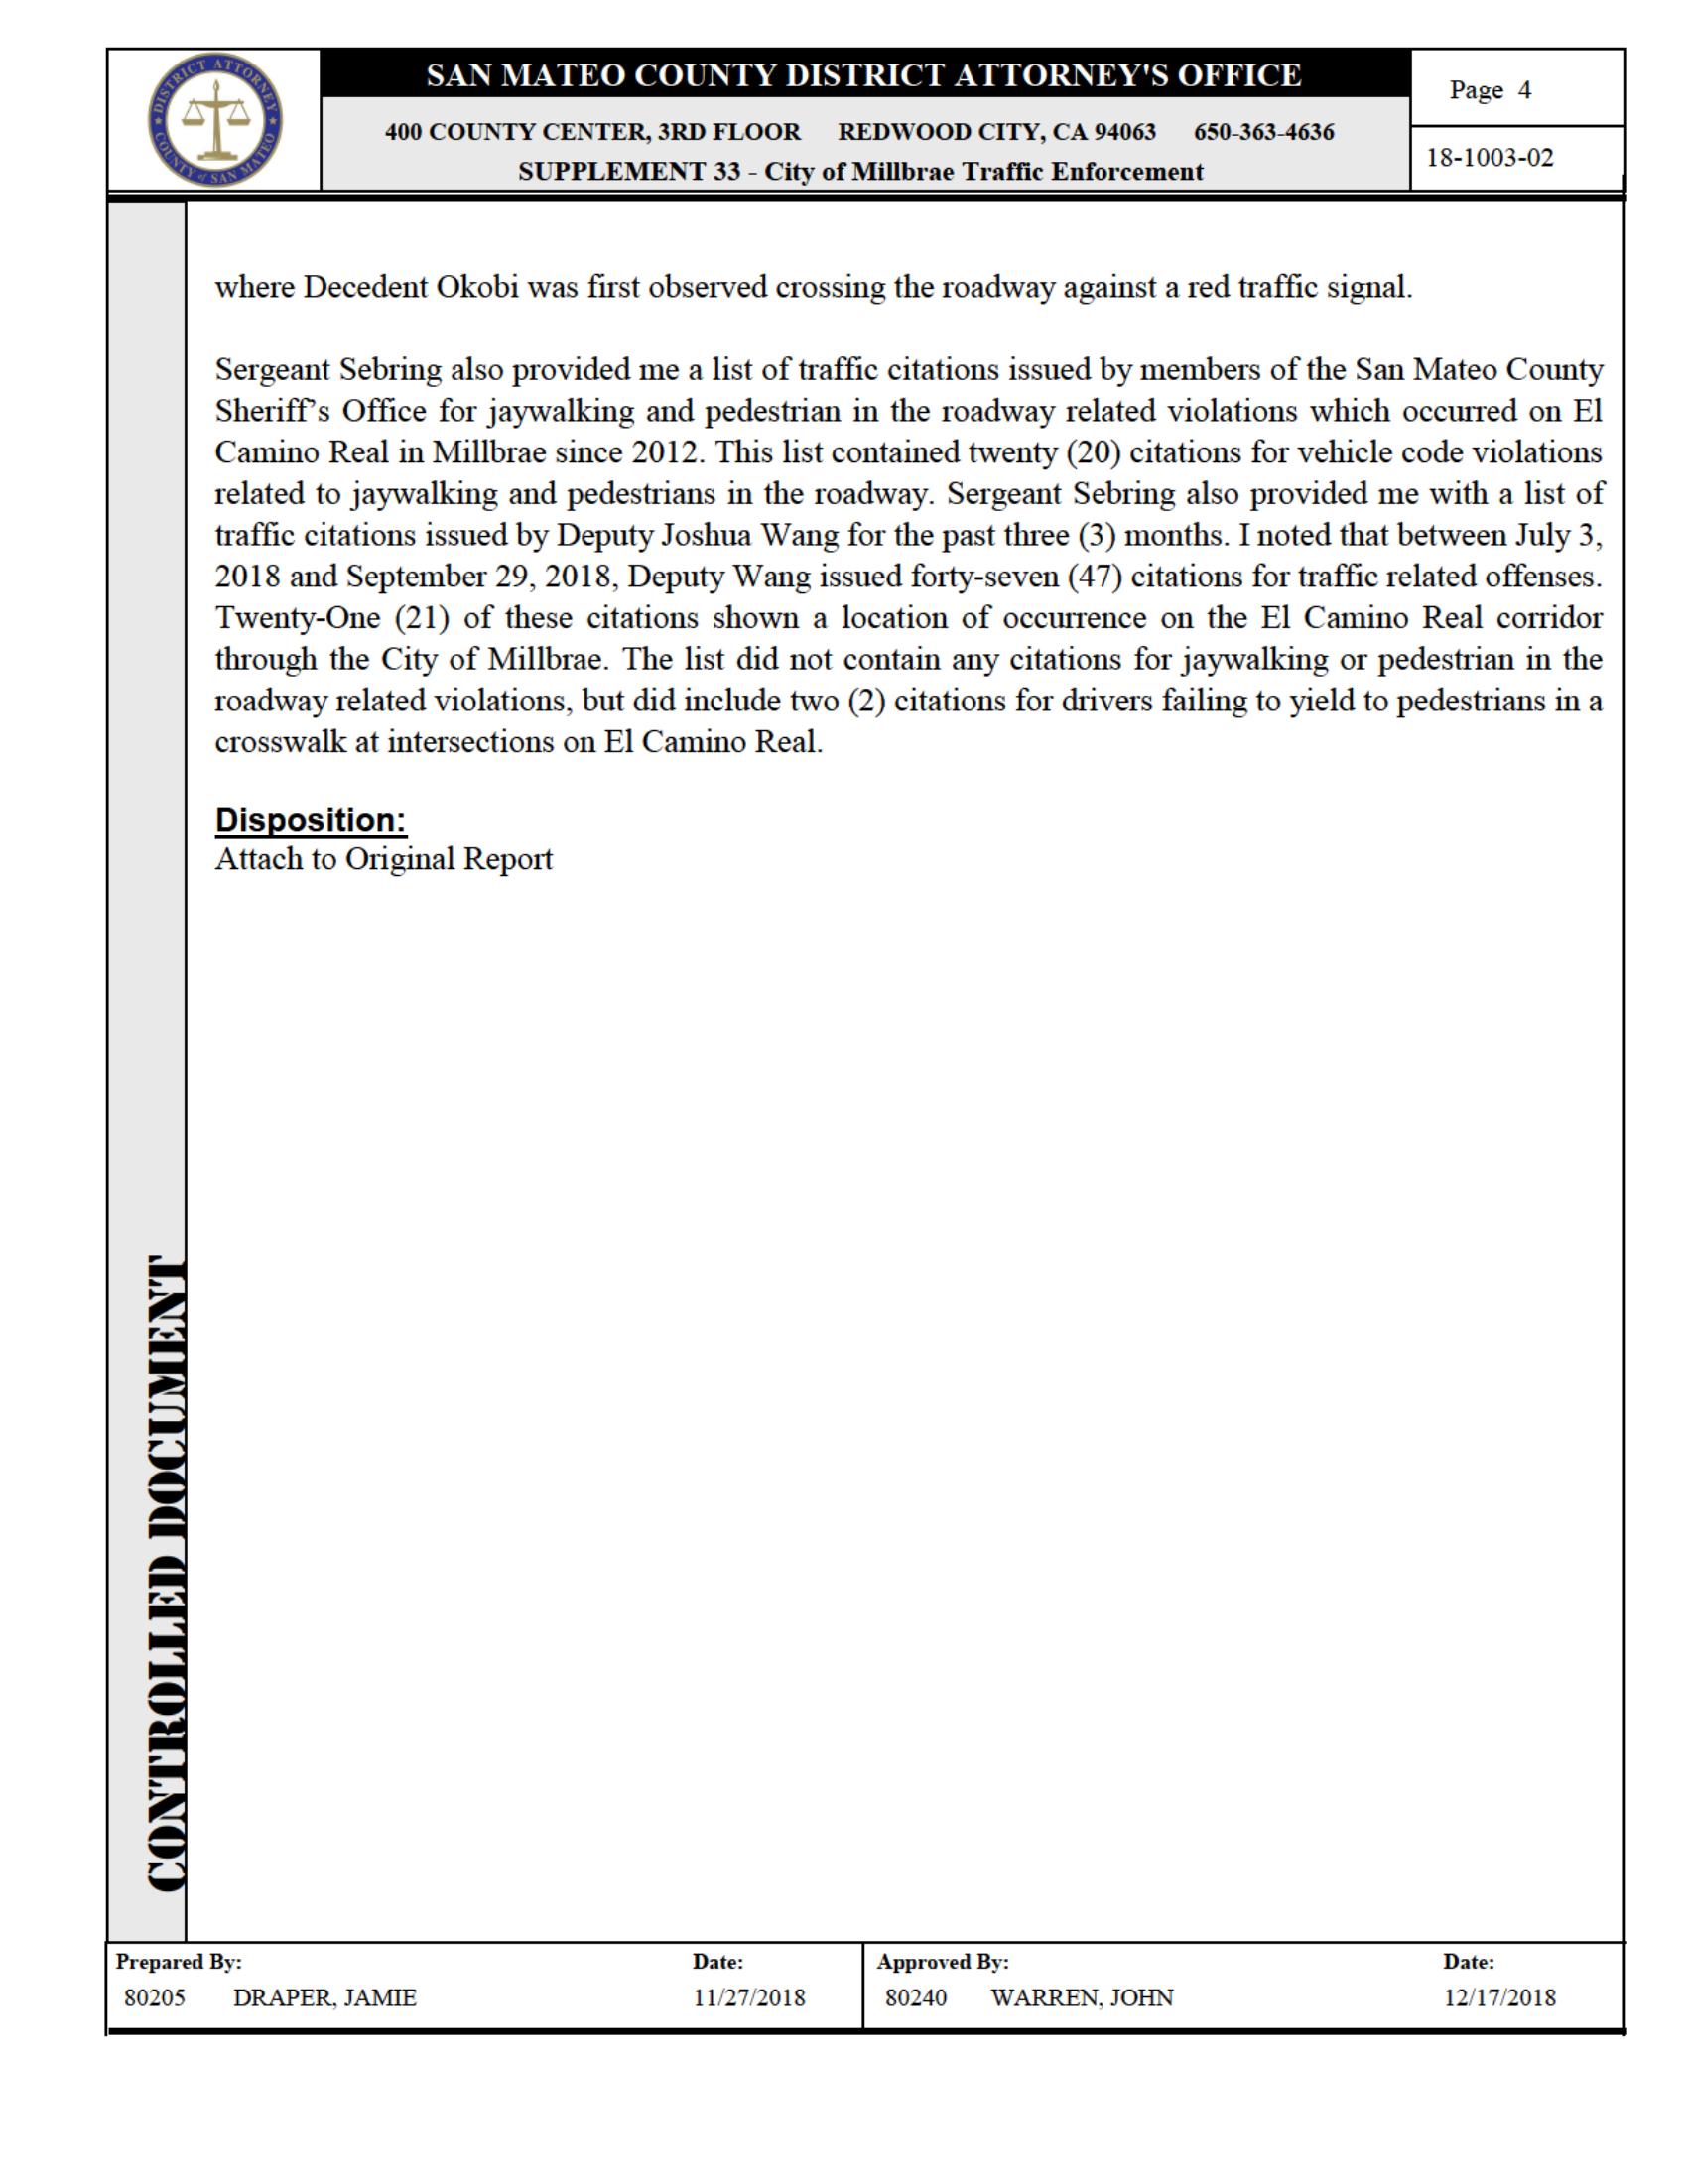 DISTRICT ATTORNEY
COUNTY of SAN MATEO
SAN MATEO COUNTY DISTRICT ATTORNEY'S OFFICE
400 COUNTY CENTER, 3RD FLOOR REDWOOD CITY, CA 94063 650-363-4636
SUPPLEMENT 33 - City of Millbrae Traffic Enforcement
Page 4
18-1003-02
where Decedent Okobi was first observed crossing the roadway against a red traffic signal.
Sergeant Sebring also provided me a list of traffic citations issued by members of the San Mateo County
Sheriff’s Office for jaywalking and pedestrian in the roadway related violations which occurred on El
Camino Real in Millbrae since 2012. This list contained twenty (20) citations for vehicle code violations
related to jaywalking and pedestrians in the roadway. Sergeant Sebring also provided me with a list of
traffic citations issued by Deputy Joshua Wang for the past three (3) months. I noted that between July 3,
2018 and September 29, 2018, Deputy Wang issued forty-seven (47) citations for traffic related offenses.
Twenty-One (21) of these citations shown a location of occurrence on the El Camino Real corridor
through the City of Millbrae. The list did not contain any citations for jaywalking or pedestrian in the
roadway related violations, but did include two (2) citations for drivers failing to yield to pedestrians in a
crosswalk at intersections on El Camino Real.
Disposition:
Attach to Original Report
CONTROLLED DOCUMENT
Prepared By: Date: Approved By: Date:
80205 DRAPER, JAMIE 11/27/2018 80240 WARREN, JOHN 12/17/2018